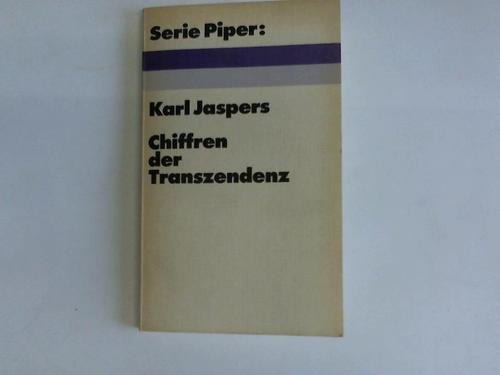 Serie Piper:
Karl Jaspers
Chiffren
der
Transzendenz